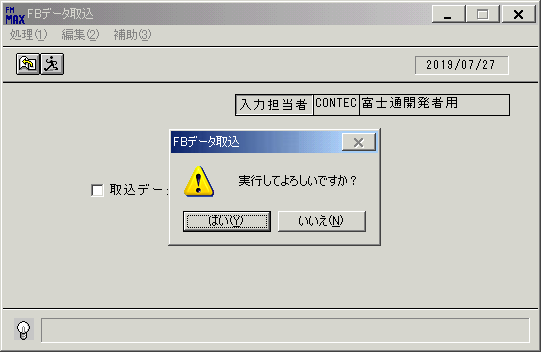 FM MAX FBデータ取込
処理(1) 編集(2) 補助(3)
2019/07/27
入力担当者 CONTEC 富士通開発者用
FBデータ取込
実行してよろしいですか？
取込デー
はい(Y) いいえ(N)